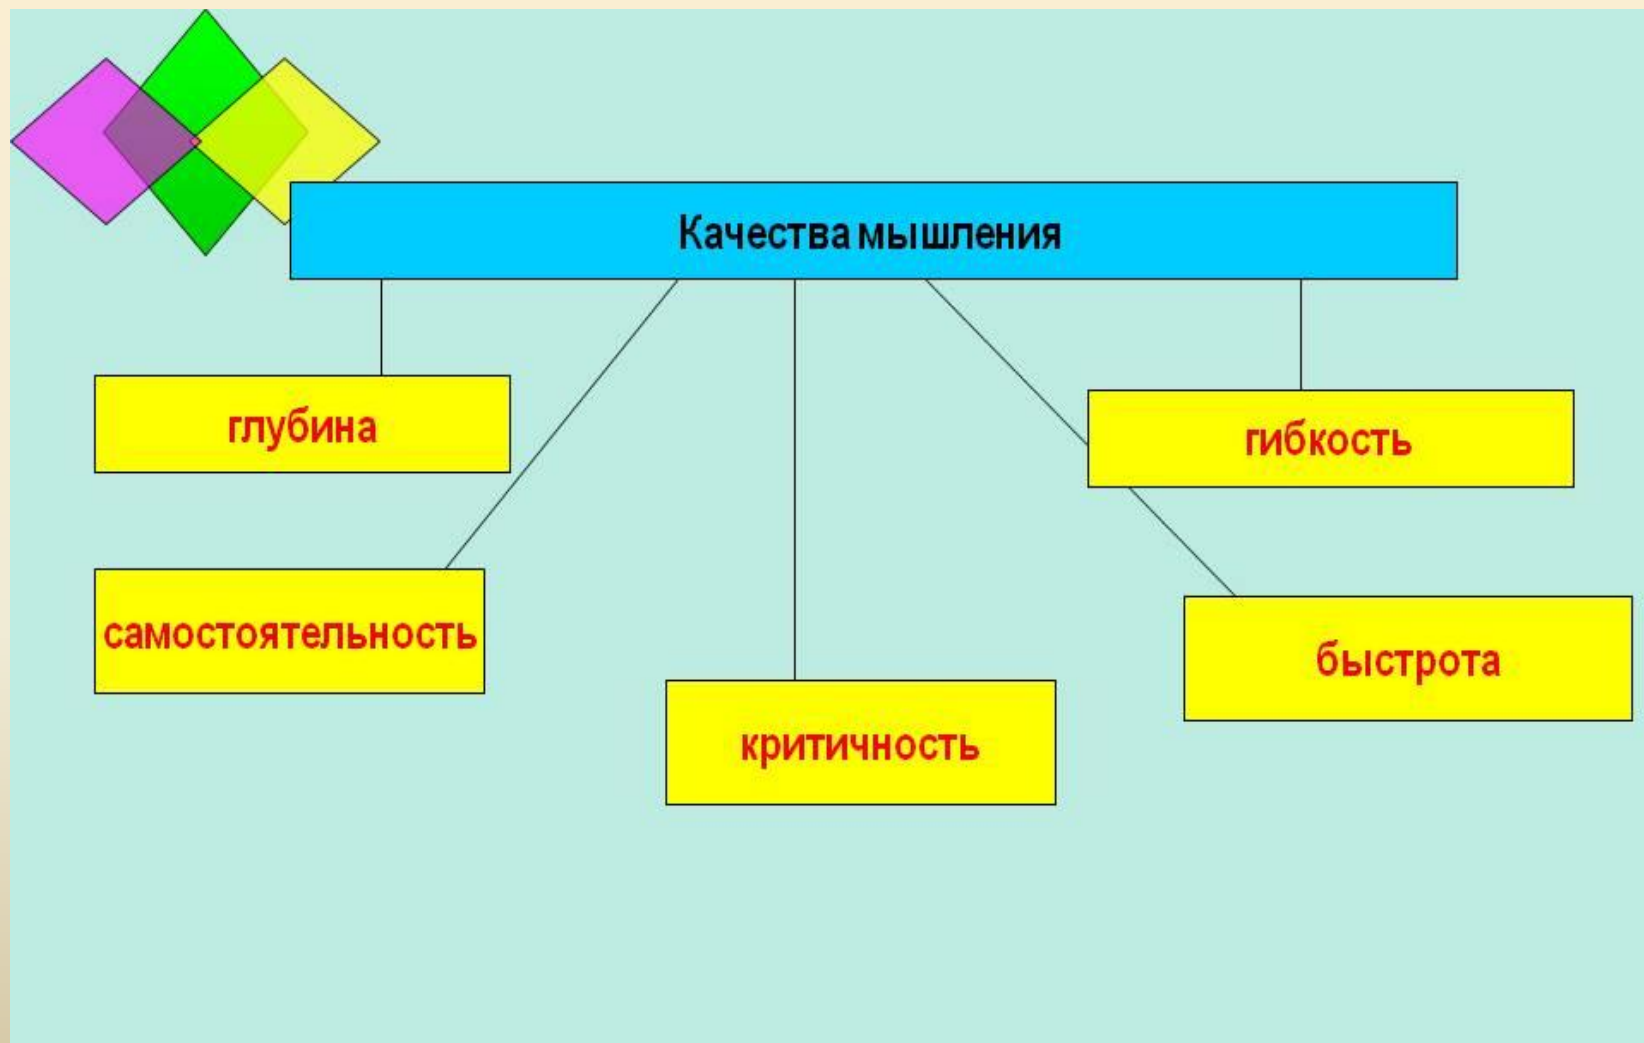 Качества мышления
глубина
гибкость
самостоятельность
быстрота
критичность